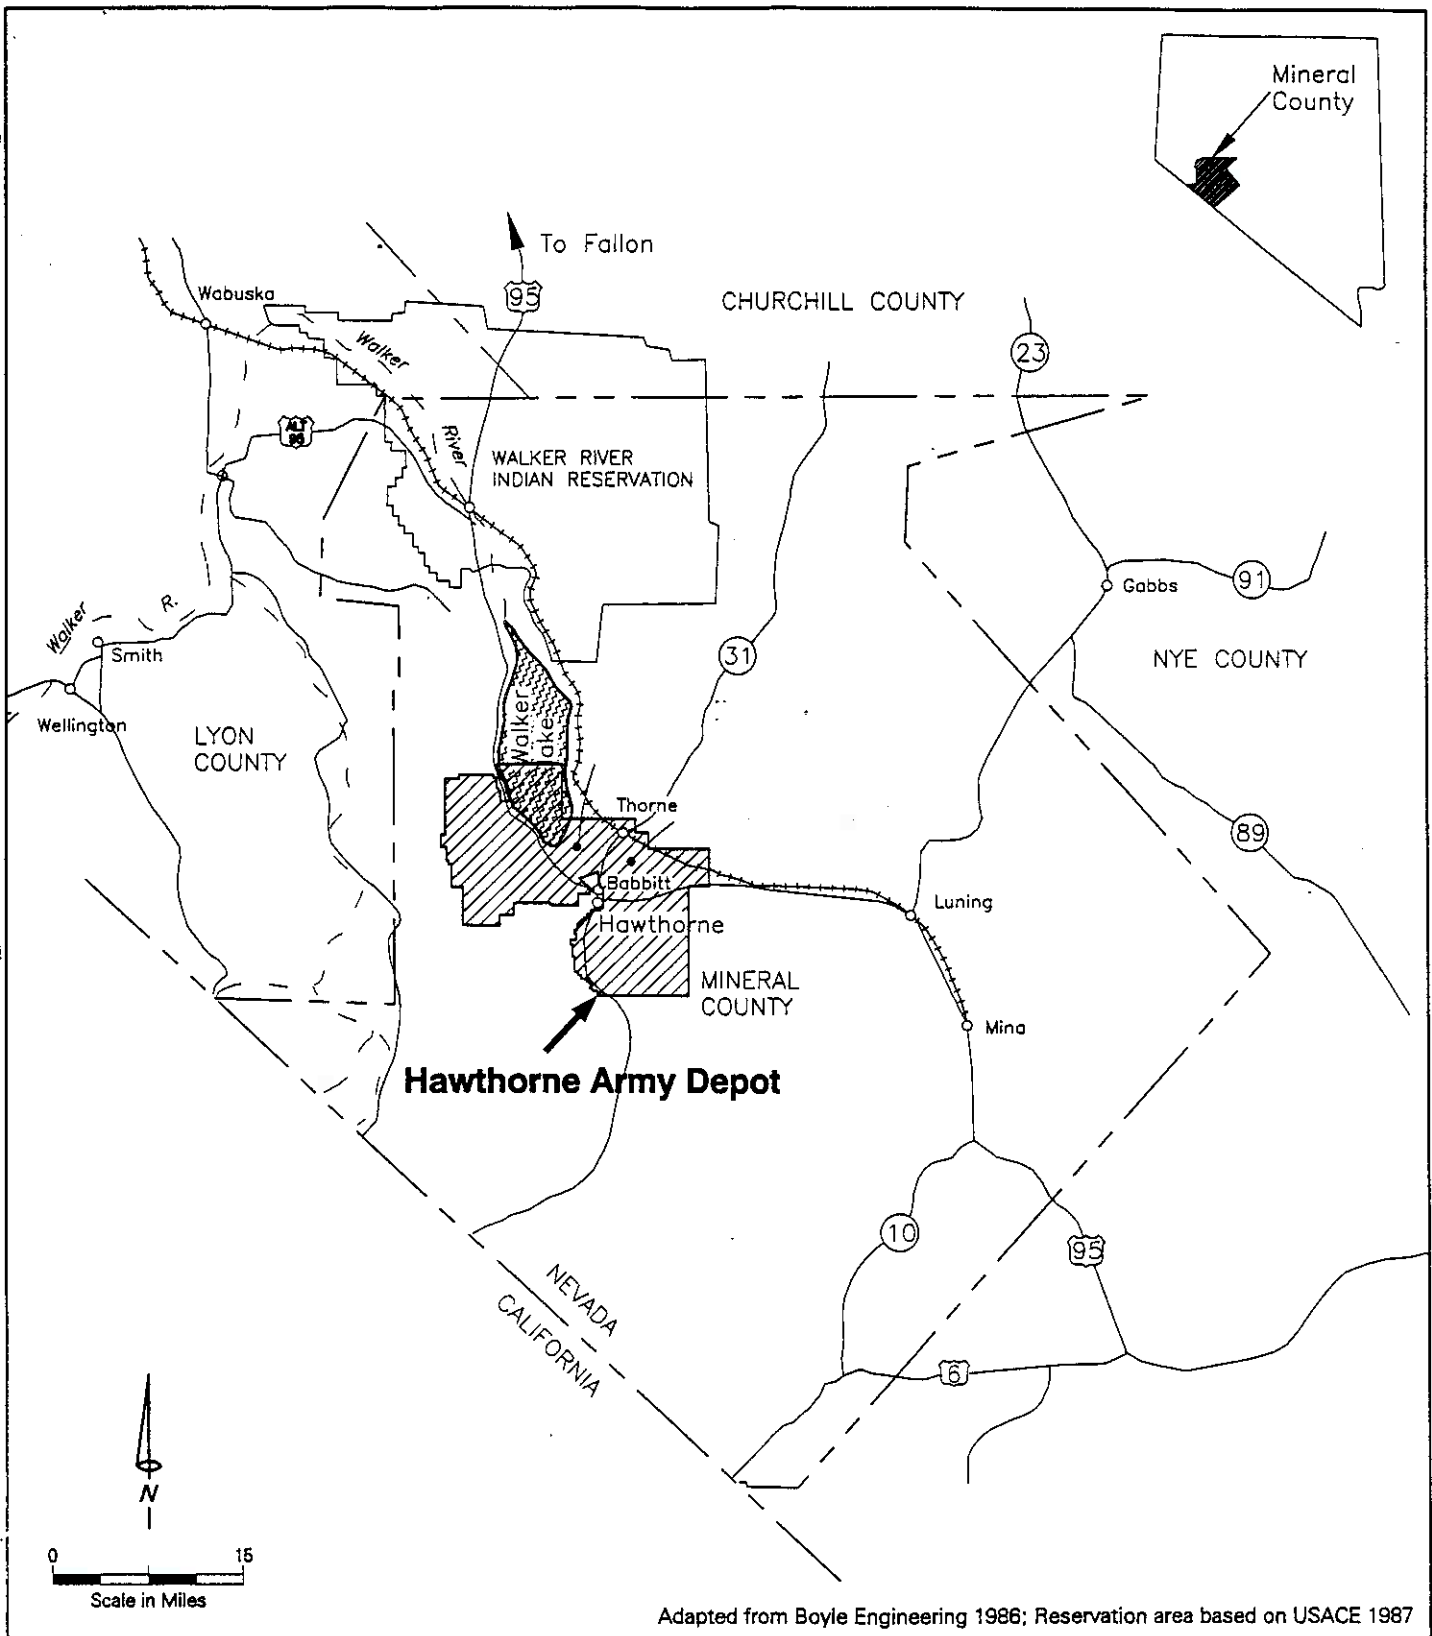 Mineral
County
To Fallon
95
CHURCHILL COUNTY
Wabuska
Walker
23
ALT
95
River
WALKER RIVER
INDIAN RESERVATION
91
Gabbs
Walker
R.
Smith
31
NYE COUNTY
Wellington
LYON
COUNTY
Walker
Lake
Thorne
89
Babbitt
Luning
Hawthorne
MINERAL
COUNTY
Mina
Hawthorne Army Depot
10
95
NEVADA
CALIFORNIA
6
N
0 15
Scale in Miles
Adapted from Boyle Engineering 1986; Reservation area based on USACE 1987